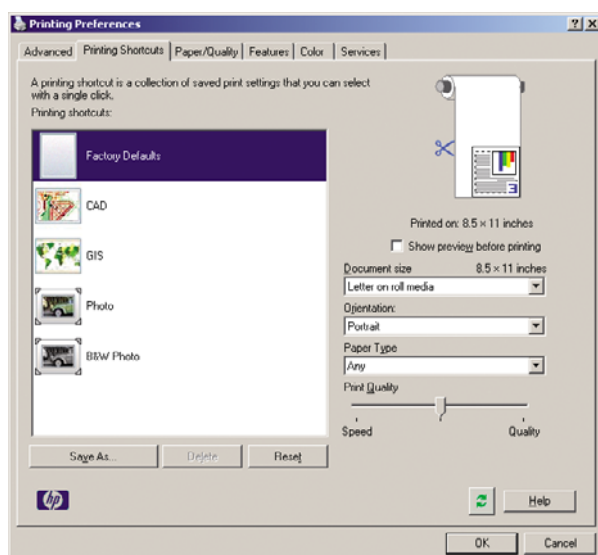 Printing Preferences
Advanced
Printing Shortcuts
Paper/Quality
Features
Color
Services
A printing shortcut is a collection of saved print settings that you can select
with a single click.
Printing shortcuts:
Factory Defaults
CAD
GIS
Photo
B&W Photo
Save As...
Delete
Reset
hp
3
Printed on: 8.5 × 11 inches
Show preview before printing
Document size
8.5 × 11 inches
Letter on roll media
Orientation:
Portrait
Paper Type
Any
Print Quality
Speed
Quality
Help
OK
Cancel